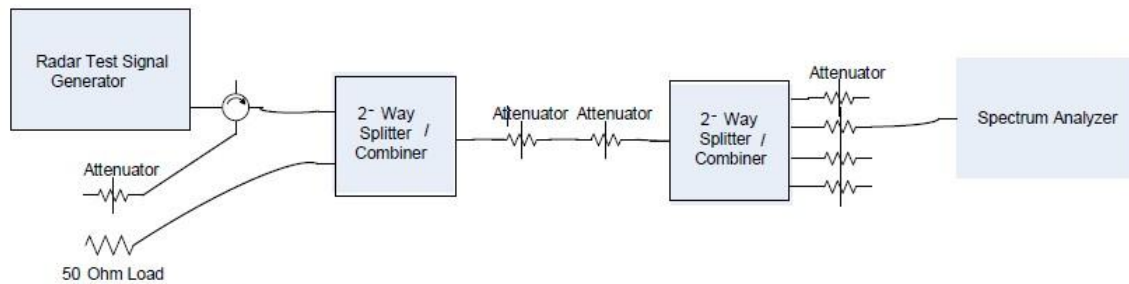 Radar Test Signal
Generator
Attenuator
50 Ohm Load
2- Way
Splitter /
Combiner
Attenuator Attenuator
2- Way
Splitter /
Combiner
Attenuator
Spectrum Analyzer